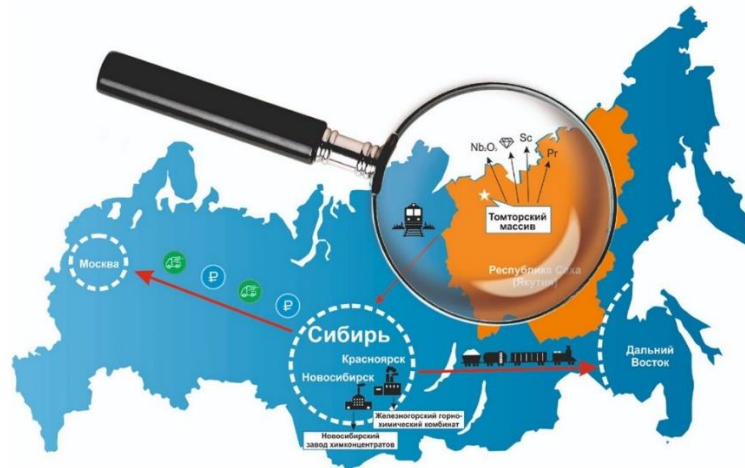 Nb₂O₅
Sc
Pr
Томторский
массив
Республика Саха
(Якутия)
Москва
₽
₽
Сибирь
Красноярск
Новосибирск
Железногорский горно-
химический комбинат
Новосибирский
завод химконцентратов
Дальний
Восток